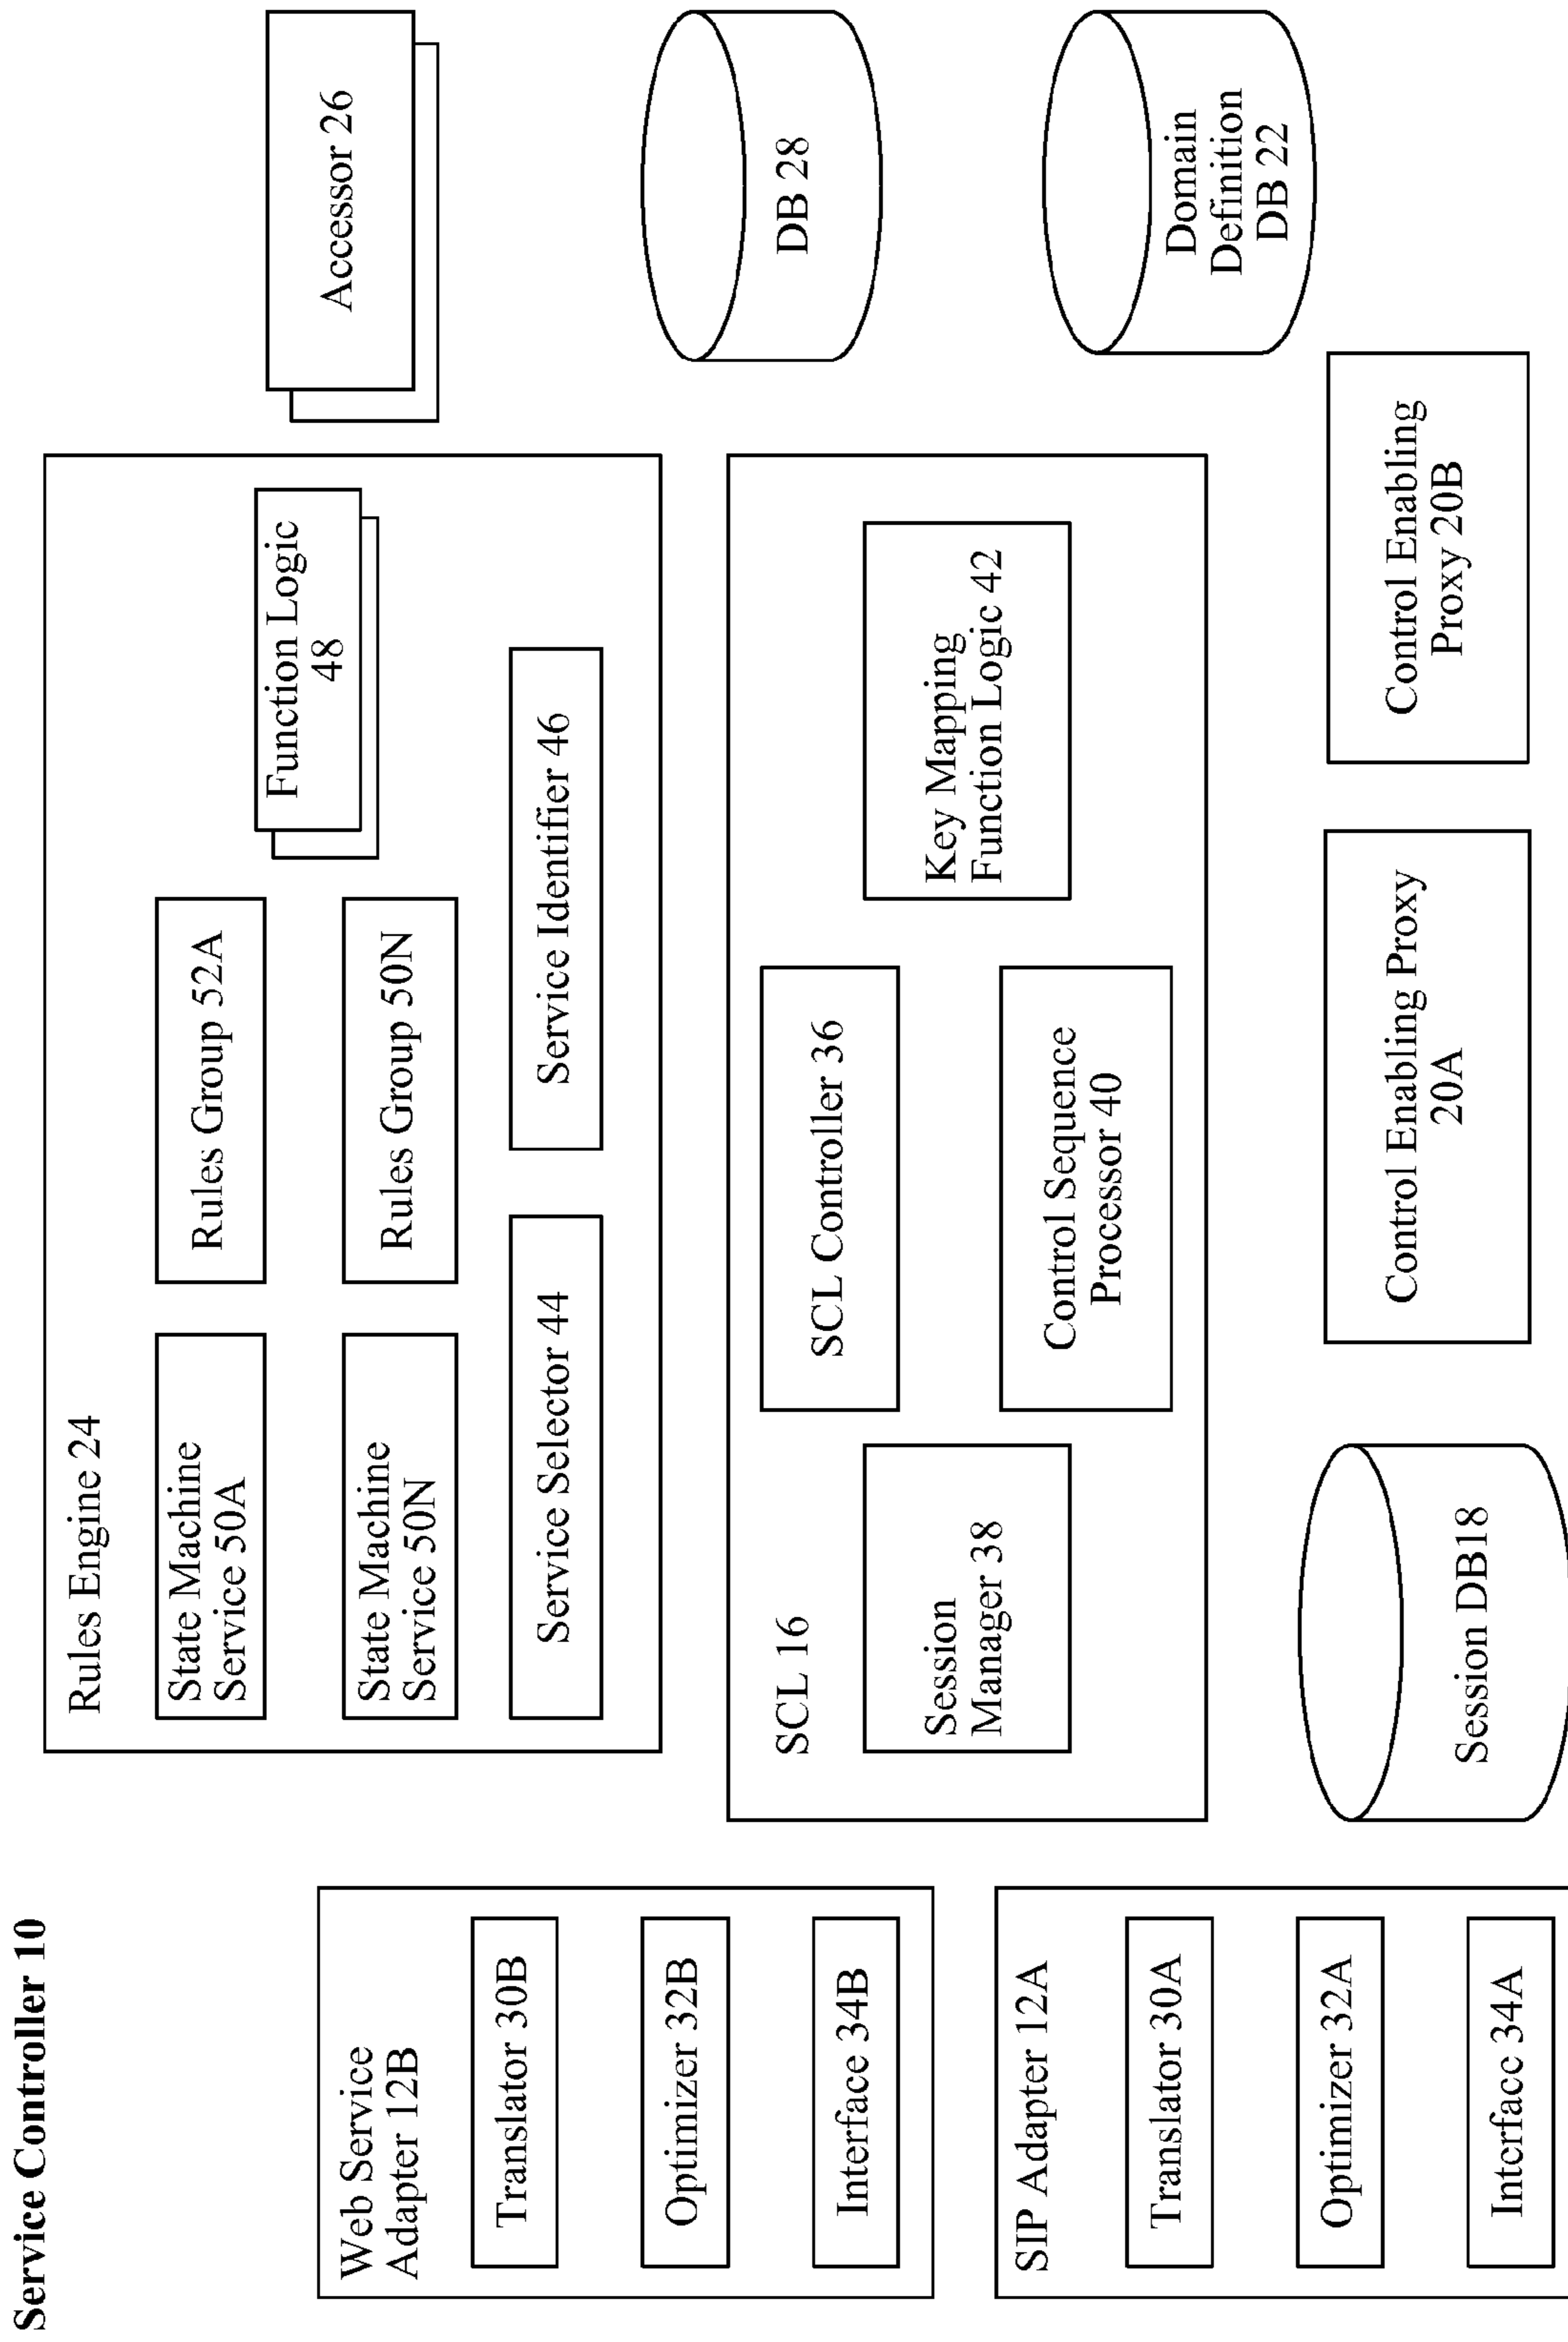 Service Controller 10
Web Service
Adapter 12B
Translator 30B
Optimizer 32B
Interface 34B
SIP Adapter 12A
Translator 30A
Optimizer 32A
Interface 34A
Rules Engine 24
State Machine
Service 50A
Rules Group 52A
State Machine
Service 50N
Rules Group 50N
Service Selector 44
Service Identifier 46
Function Logic
48
SCL 16
Session
Manager 38
SCL Controller 36
Control Sequence
Processor 40
Key Mapping
Function Logic 42
Session DB18
Control Enabling Proxy
20A
Control Enabling
Proxy 20B
Accessor 26
DB 28
Domain
Definition
DB 22